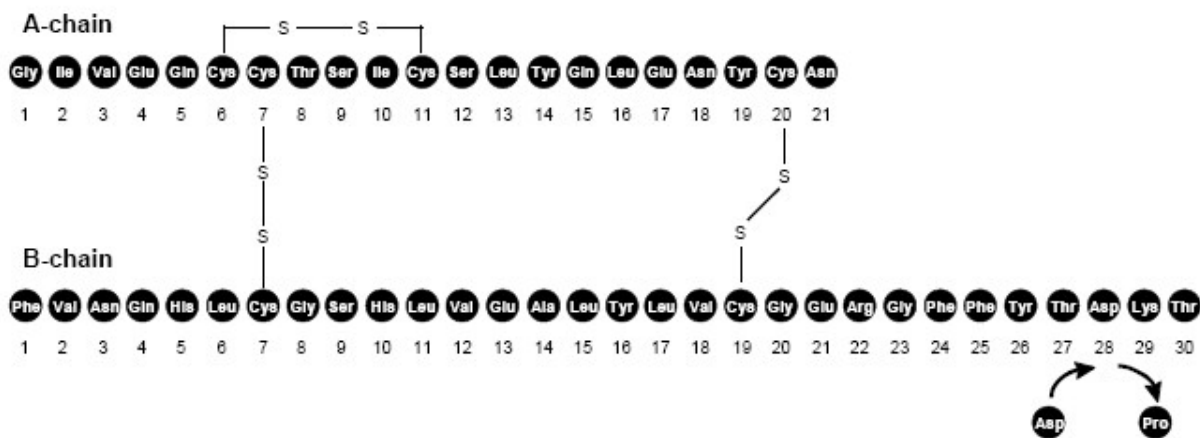 A-chain
S S
Gly Ile Val Glu Gln Cys Cys Thr Ser Ile Cys Ser Leu Tyr Gln Leu Glu Asn Tyr Cys Asn
1 2 3 4 5 6 7 8 9 10 11 12 13 14 15 16 17 18 19 20 21
S S
S S
B-chain
Phe Val Asn Gln His Leu Cys Gly Ser His Leu Val Glu Ala Leu Tyr Leu Val Cys Gly Glu Arg Gly Phe Phe Tyr Thr Asp Lys Thr
1 2 3 4 5 6 7 8 9 10 11 12 13 14 15 16 17 18 19 20 21 22 23 24 25 26 27 28 29 30
Asp Pro